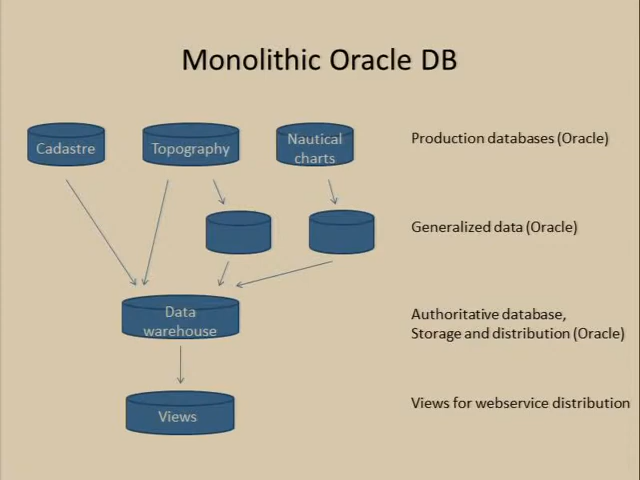 Monolithic Oracle DB
Cadastre
Topography
Nautical
charts
Production databases (Oracle)
Generalized data (Oracle)
Data
warehouse
Authoritative database,
Storage and distribution (Oracle)
Views
Views for webservice distribution